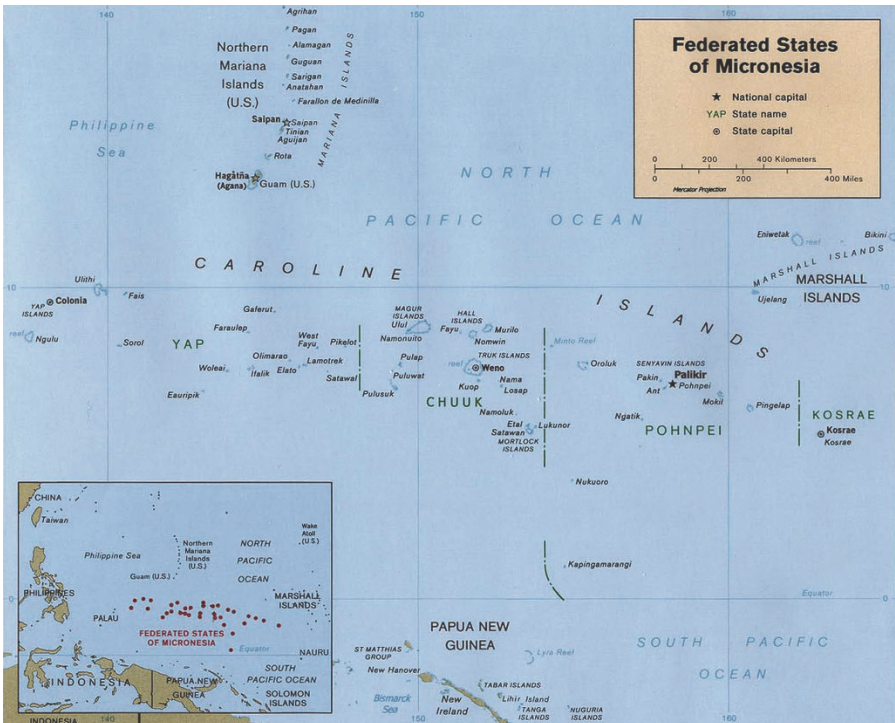 140
150
160
Agrihan
Pagan
Alamagan
Guguan
Sarigan
Anatahan
Farallon de Medinilla
Northern
Mariana
Islands
(U.S.)
MARIANA ISLANDS
Saipan
Saipan
Tinian
Aguijan
Rota
Hagåtña
(Agana)
Guam (U.S.)
Philippine
Sea
NORTH
PACIFIC OCEAN
Federated States
of Micronesia
National capital
YAP State name
State capital
0 200 400 Kilometers
0 200 400 Miles
Mercator Projection
Eniwetak
reef
Bikini
MARSHALL ISLANDS
MARSHALL
ISLANDS
Ujelang
CAROLINE ISLANDS
10
10
Ulithi
Colonia
YAP
ISLANDS
Fais
reef
Ngulu
Sorol
YAP
Gaferut
Faraulep
West
Fayu
Pikelot
Olimarao
Lamotrek
Woleai
Ifalik
Elato
Satawal
Eauripik
MAGUR
ISLANDS
Ulul
Namonuito
Pulap
Puluwat
Pulusuk
HALL
ISLANDS
Fayu
Murilo
Nomwin
TRUK ISLANDS
reef
Weno
Kuop
Nama
Losap
CHUUK
Namoluk
Etal
Lukunor
Satawan
MORTLOCK
ISLANDS
Minto Reef
Oroluk
SENYAVIN ISLANDS
Palikir
Pakin
Pohnpei
Ant
Mokil
Ngatik
POHNPEI
Pingelap
KOSRAE
Kosrae
Kosrae
Nukuoro
Kapingamarangi
Equator
0
PAPUA NEW
GUINEA
SOUTH PACIFIC
OCEAN
ST MATTHIAS
GROUP
New Hanover
Lyra Reef
TABAR ISLANDS
Lihir Island
TANGA
ISLANDS
NUGURIA
ISLANDS
New
Ireland
Bismarck
Sea
CHINA
Taiwan
Philippine Sea
Northern
Mariana
Islands
(U.S.)
NORTH
PACIFIC
OCEAN
Wake
Atoll
(U.S.)
Guam (U.S.)
PHILIPPINES
PALAU
MARSHALL
ISLANDS
FEDERATED STATES
OF MICRONESIA
Equator
NAURU
INDONESIA
PAPUA NEW
GUINEA
SOUTH
PACIFIC OCEAN
SOLOMON
ISLANDS
INDONESIA
140
150
160